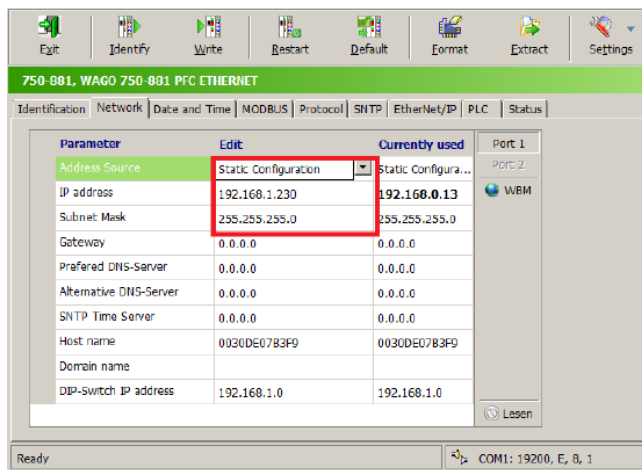 Exit Identify Write Restart Default Format Extract Settings
750-881, WAGO 750-881 PFC ETHERNET
Identification Network Date and Time MODBUS Protocol SNTP EtherNet/IP PLC Status
Parameter Edit Currently used Port 1
Address Source Static Configuration Static Configura... Port 2
IP address 192.168.1.230 192.168.0.13 WBM
Subnet Mask 255.255.255.0 255.255.255.0
Gateway 0.0.0.0 0.0.0.0
Prefered DNS-Server 0.0.0.0 0.0.0.0
Alternative DNS-Server 0.0.0.0 0.0.0.0
SNTP Time Server 0.0.0.0 0.0.0.0
Host name 0030DE07B3F9 0030DE07B3F9
Domain name
DIP-Switch IP address 192.168.1.0 192.168.1.0
Lesen
Ready COM1: 19200, E, 8, 1